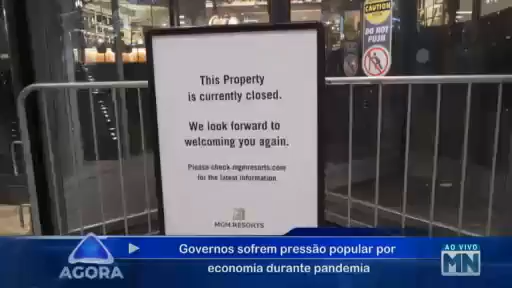 CAUTION
DO NOT
PUSH
This Property
is currently closed.
We look forward to
welcoming you again.
Please check mgmresorts.com
for the latest information
MGM RESORTS
AGORA
Governos sofrem pressão popular por
economia durante pandemia
AO VIVO
MN